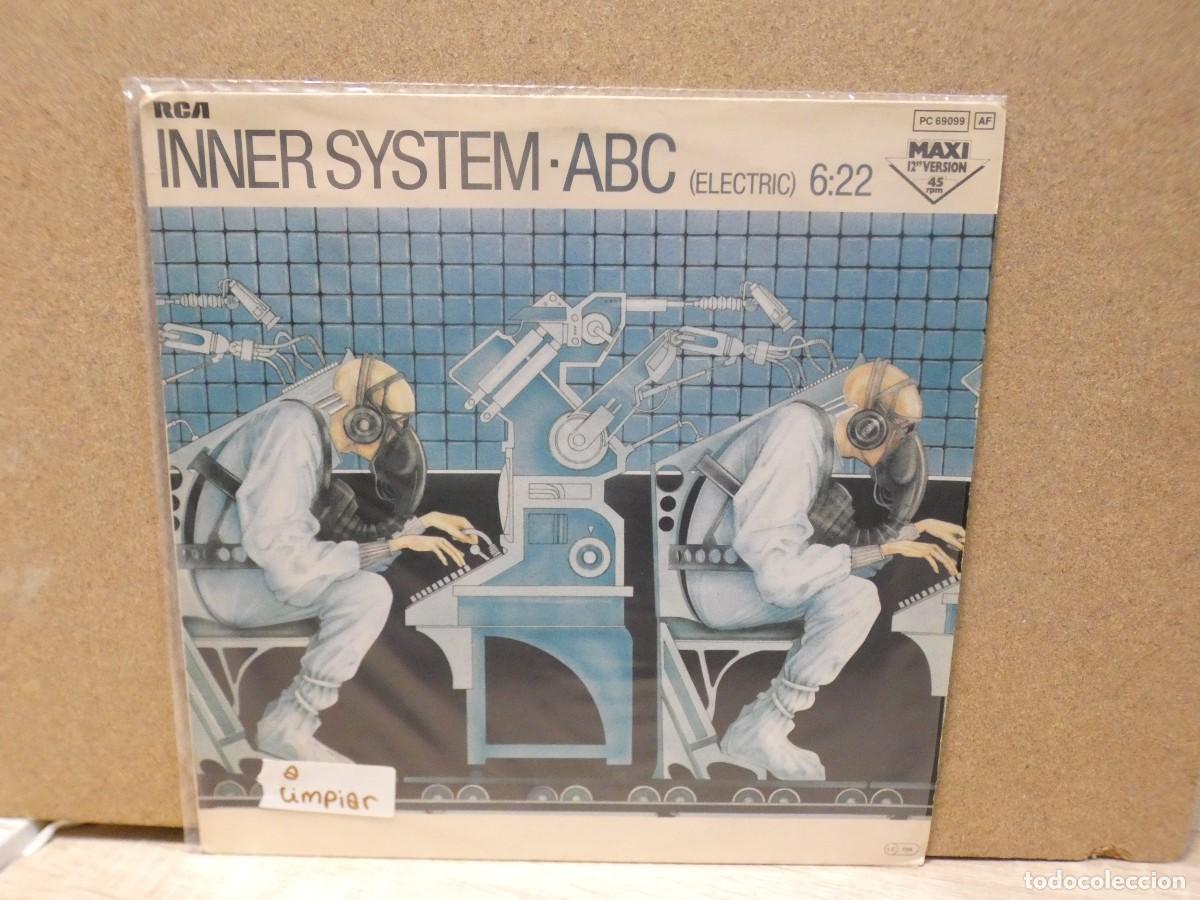 RCA
PC 69099 AF
INNER SYSTEM · ABC (ELECTRIC) 6:22
MAXI
12" VERSION
45
rpm
a
limpiar
todocoleccion